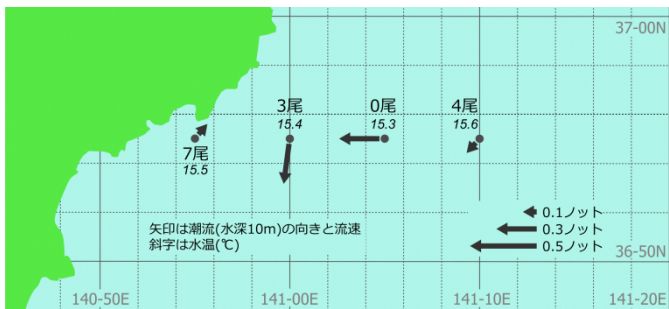 37-00N
3尾
0尾
4尾
15.4
15.3
15.6
7尾
15.5
矢印は潮流(水深10m)の向きと流速
斜字は水温(℃)
0.1ノット
0.3ノット
0.5ノット
36-50N
140-50E
141-00E
141-10E
141-20E